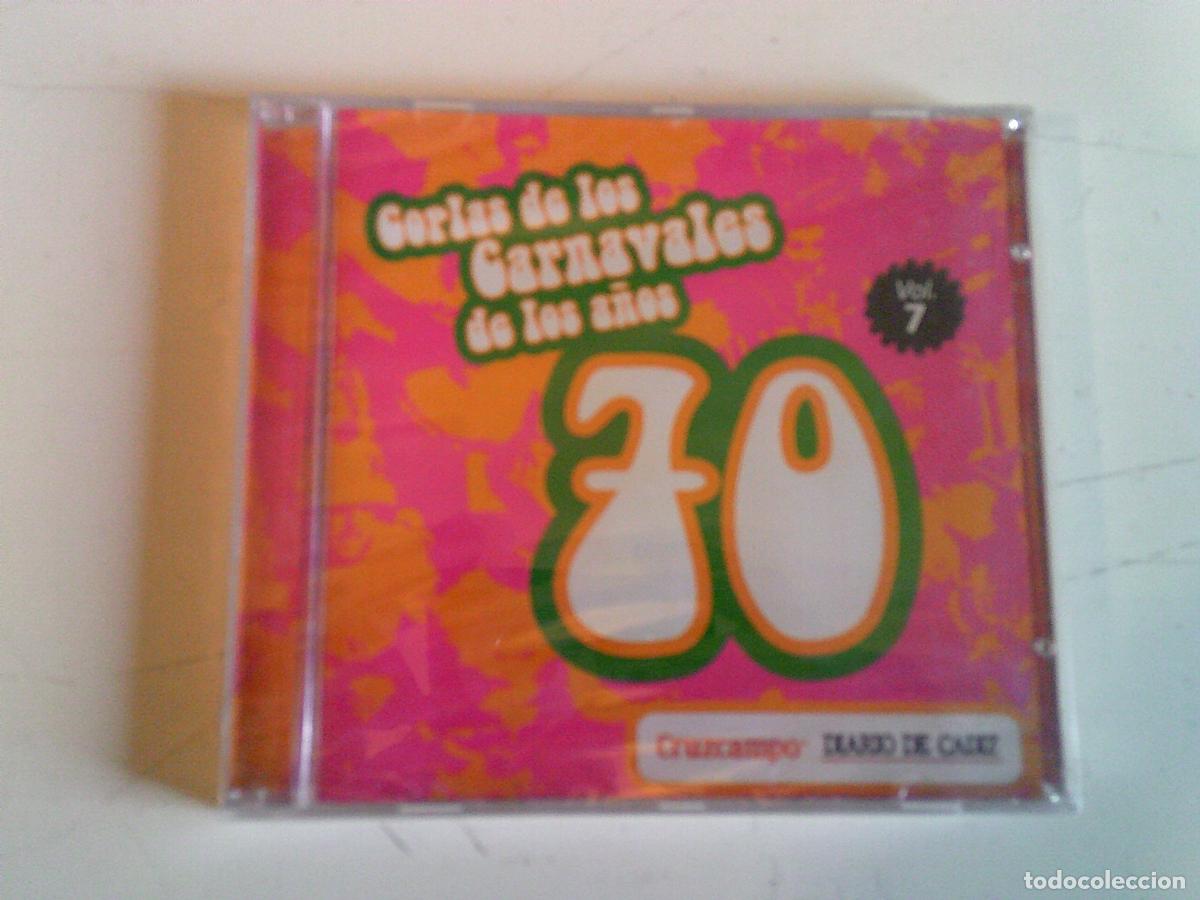 Coplas de los
Carnavales
de los años
70
Vol.
7
Cruzcampo DIARIO DE CADIZ
todocoleccion